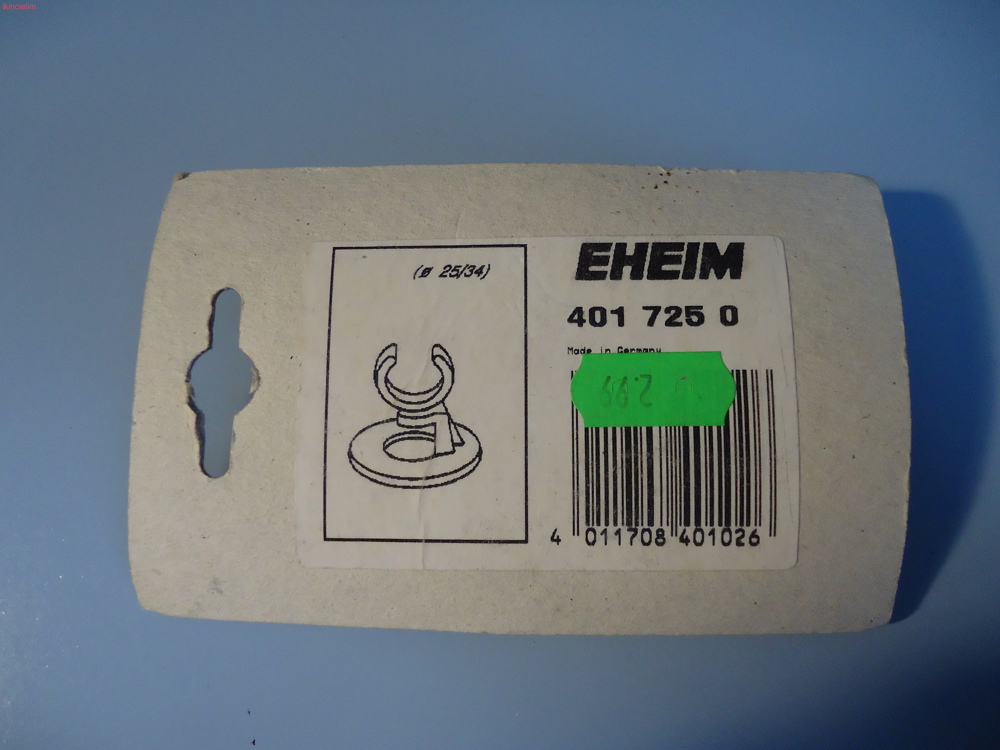 (ø 25/34)
EHEIM
401 725 0
Made in Germany
2.99
4 011708 401026